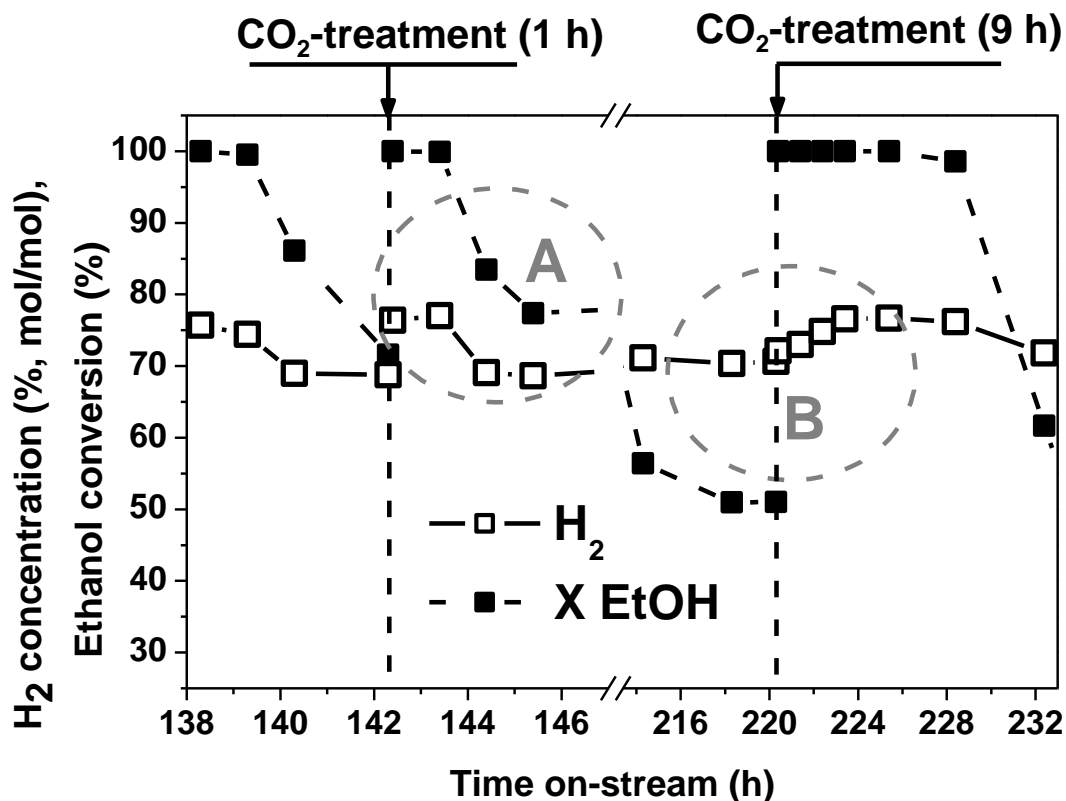 CO₂-treatment (1 h)
CO₂-treatment (9 h)
H₂ concentration (%, mol/mol),
Ethanol conversion (%)
100
90
80
70
60
50
40
30
A
B
H₂
X EtOH
138 140 142 144 146 216 220 224 228 232
Time on-stream (h)